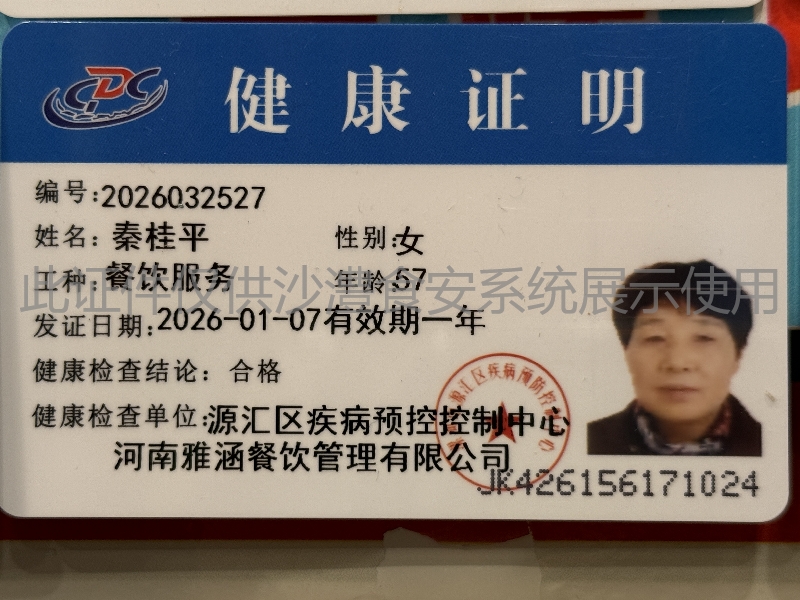 CDC
健康证明
编号:2026032527
姓名:秦桂平 性别:女
工种:餐饮服务 年龄:57
此证件仅供沙澧食安系统展示使用
发证日期:2026-01-07有效期一年
健康检查结论:合格
健康检查单位:源汇区疾病预控控制中心
河南雅涵餐饮管理有限公司
JK426156171024